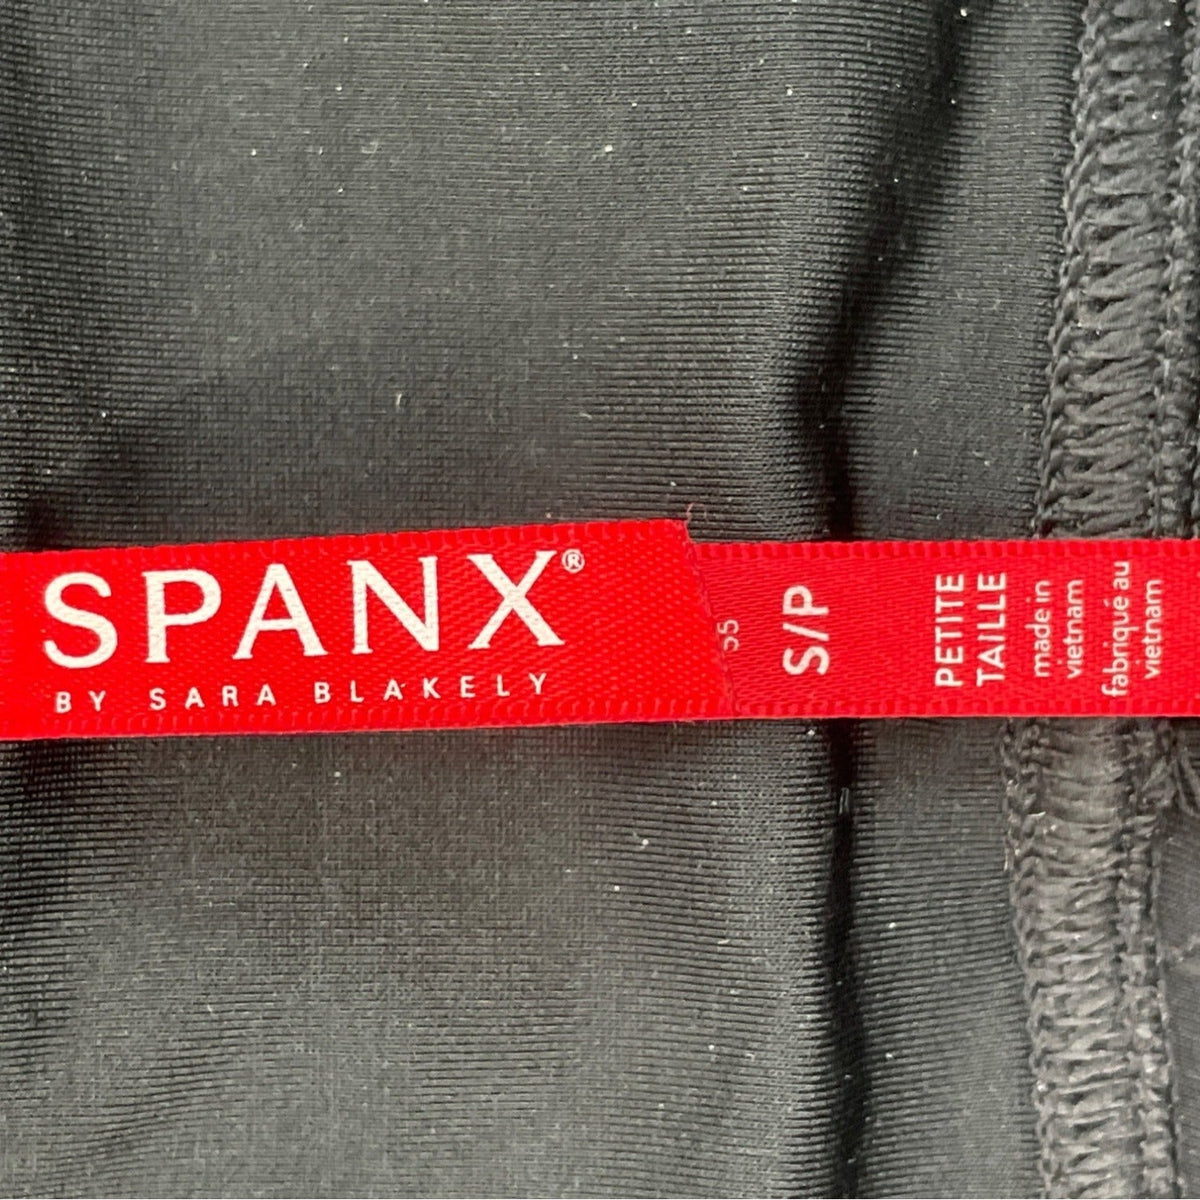 SPANX®
BY SARA BLAKELY
S/P
PETITE
TAILLE
made in
vietnam
fabriqué au
vietnam